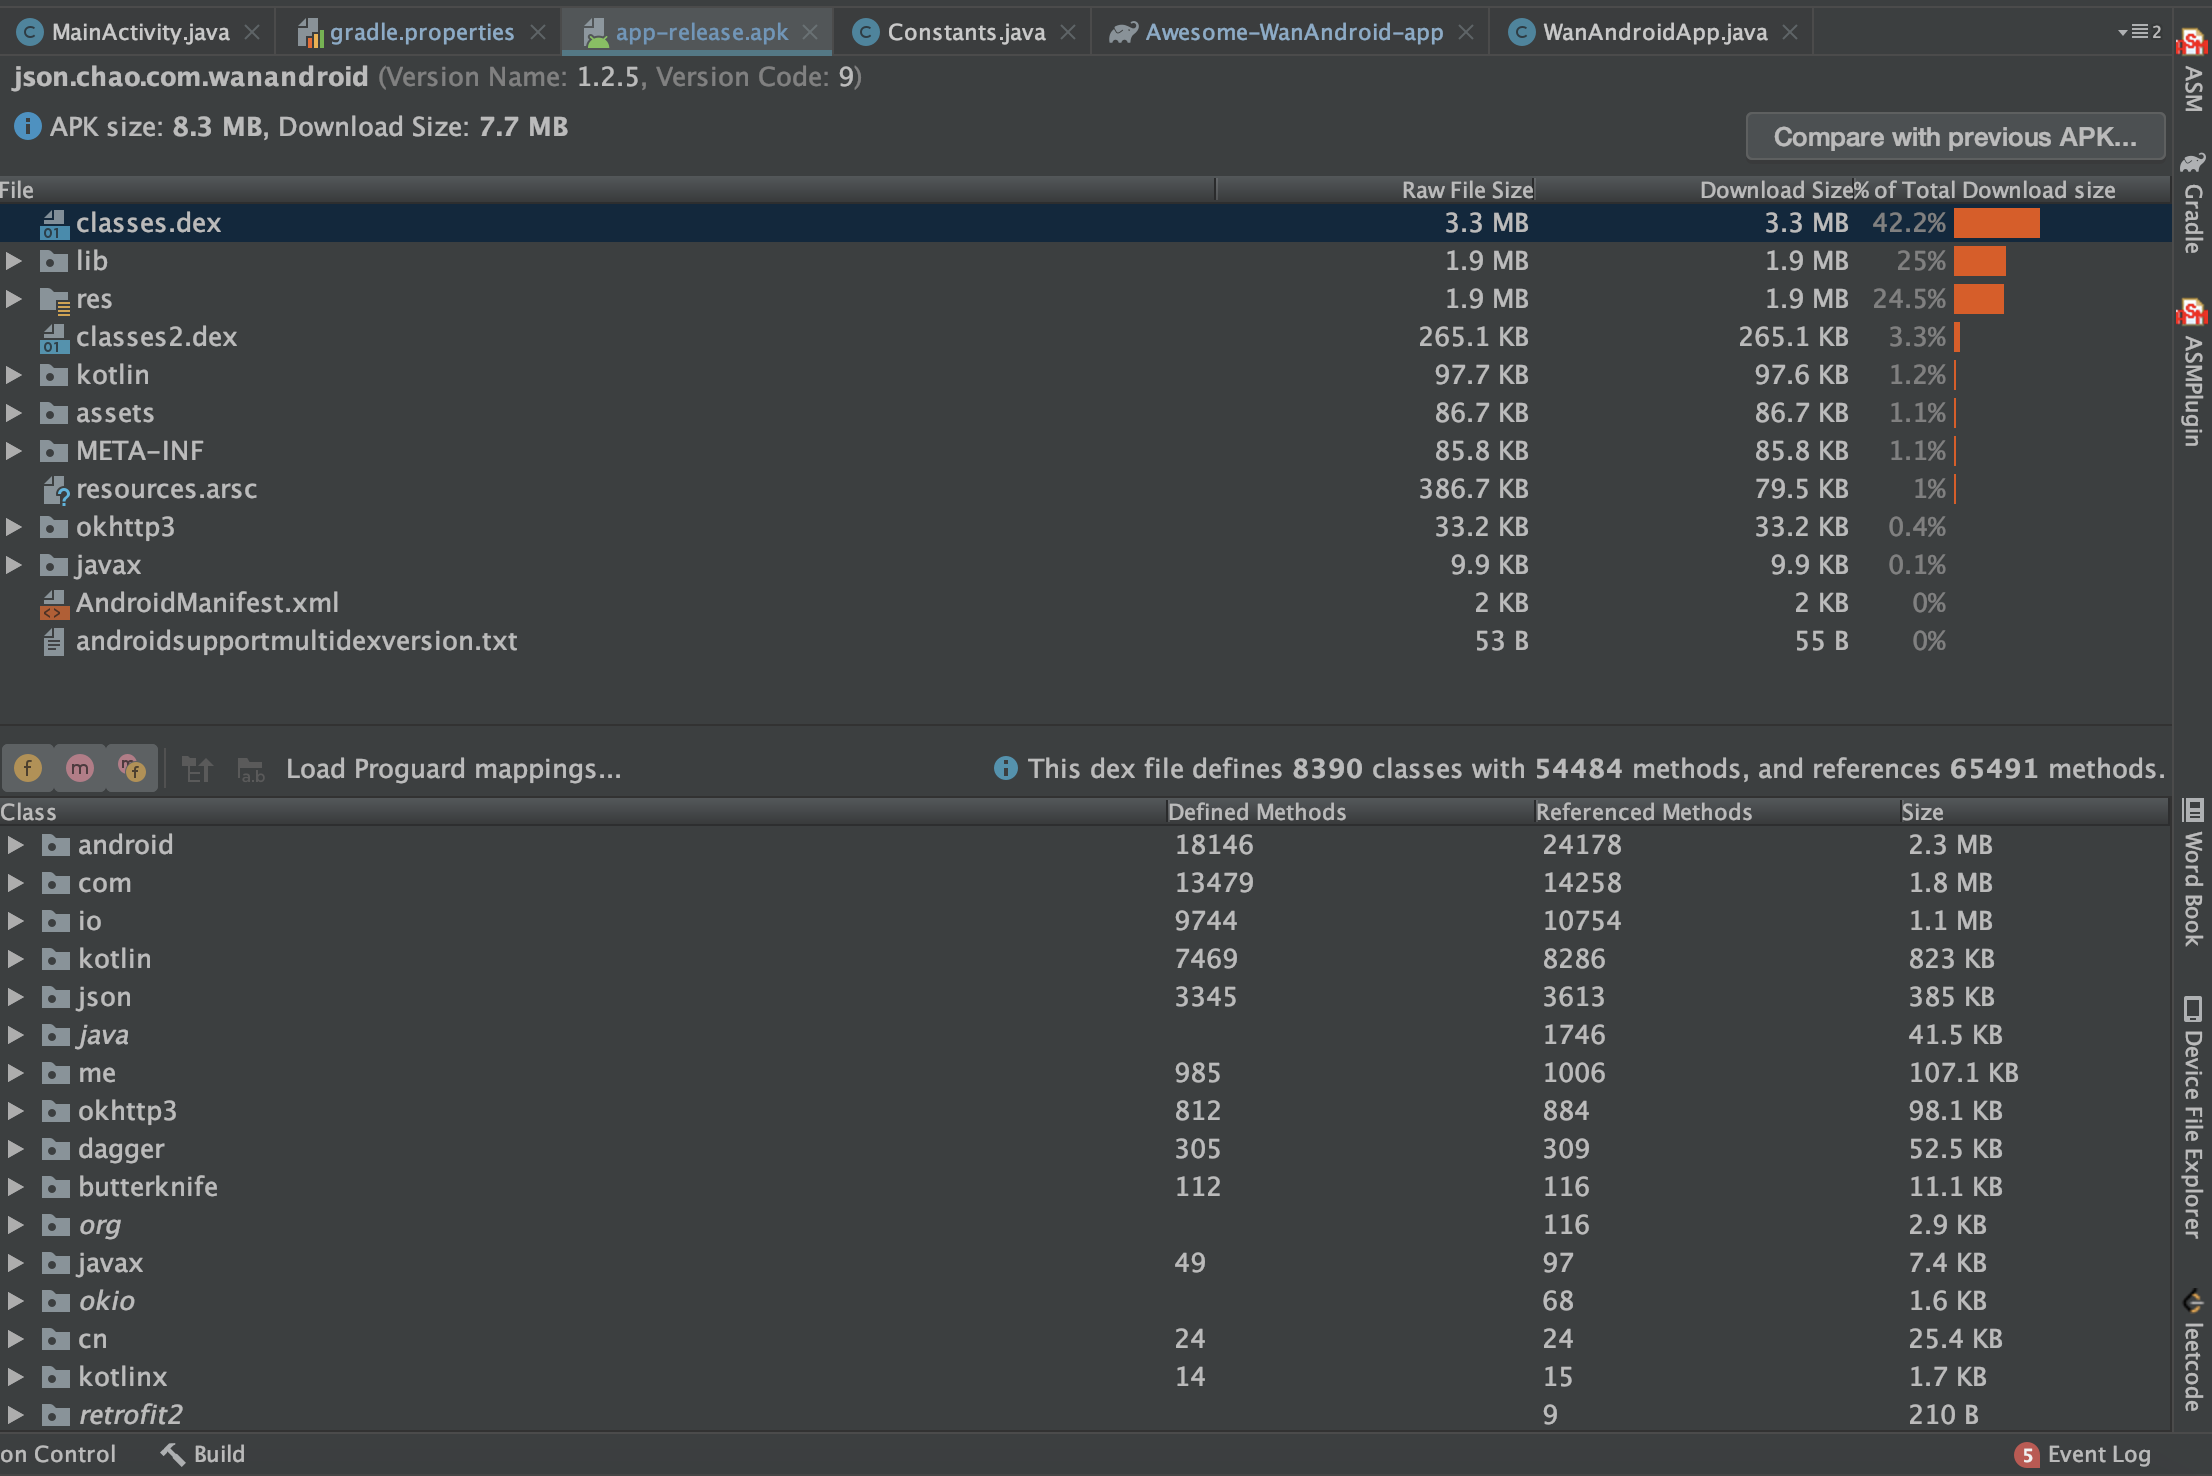 MainActivity.java gradle.properties app-release.apk Constants.java Awesome-WanAndroid-app WanAndroidApp.java 2
json.chao.com.wanandroid (Version Name: 1.2.5, Version Code: 9)
APK size: 8.3 MB, Download Size: 7.7 MB
Compare with previous APK...
File Raw File Size Download Size % of Total Download size
classes.dex 3.3 MB 3.3 MB 42.2%
lib 1.9 MB 1.9 MB 25%
res 1.9 MB 1.9 MB 24.5%
classes2.dex 265.1 KB 265.1 KB 3.3%
kotlin 97.7 KB 97.6 KB 1.2%
assets 86.7 KB 86.7 KB 1.1%
META-INF 85.8 KB 85.8 KB 1.1%
resources.arsc 386.7 KB 79.5 KB 1%
okhttp3 33.2 KB 33.2 KB 0.4%
javax 9.9 KB 9.9 KB 0.1%
AndroidManifest.xml 2 KB 2 KB 0%
androidsupportmultidexversion.txt 53 B 55 B 0%
Load Proguard mappings... This dex file defines 8390 classes with 54484 methods, and references 65491 methods.
Class Defined Methods Referenced Methods Size
android 18146 24178 2.3 MB
com 13479 14258 1.8 MB
io 9744 10754 1.1 MB
kotlin 7469 8286 823 KB
json 3345 3613 385 KB
java 1746 41.5 KB
me 985 1006 107.1 KB
okhttp3 812 884 98.1 KB
dagger 305 309 52.5 KB
butterknife 112 116 11.1 KB
org 116 2.9 KB
javax 49 97 7.4 KB
okio 68 1.6 KB
cn 24 24 25.4 KB
kotlinx 14 15 1.7 KB
retrofit2 9 210 B
on Control Build 5 Event Log
ASM
Gradle
ASMPlugin
Word Book
Device File Explorer
leetcode